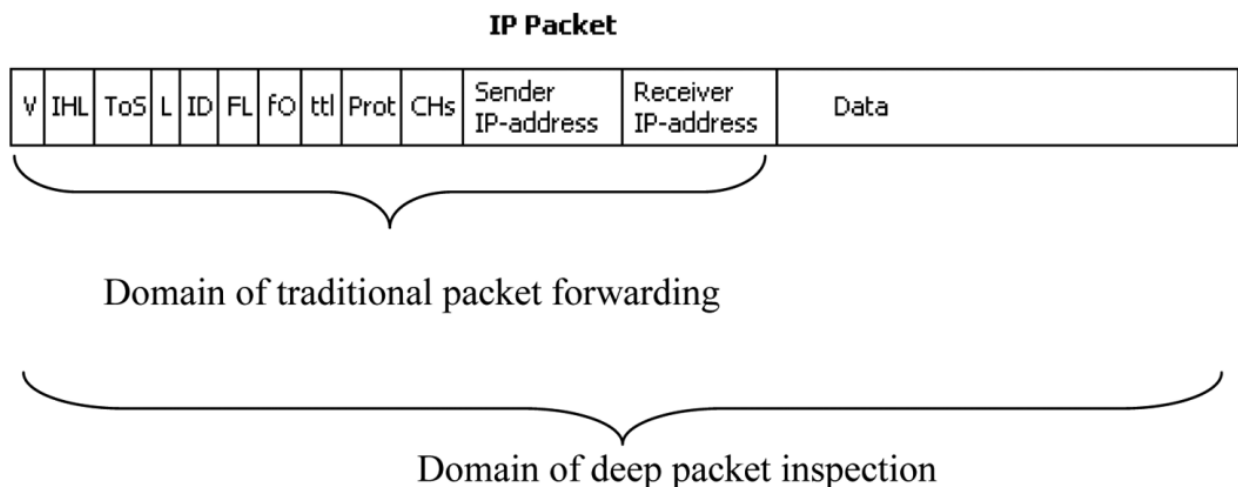 IP Packet
V IHL ToS L ID FL fO ttl Prot CHs Sender IP-address Receiver IP-address Data
Domain of traditional packet forwarding
Domain of deep packet inspection